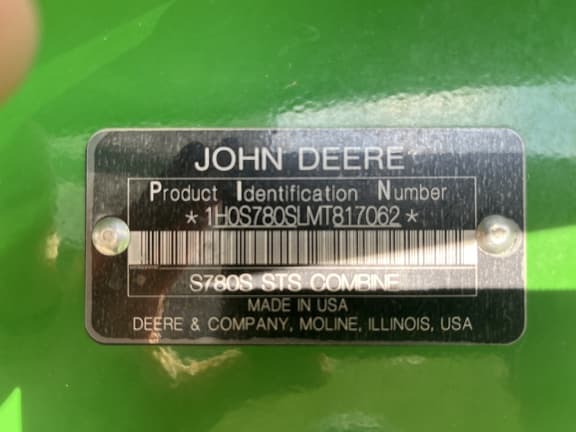 JOHN DEERE
Product Identification Number
*1H0S780SLMT817062*
S780S STS COMBINE
MADE IN USA
DEERE & COMPANY, MOLINE, ILLINOIS, USA